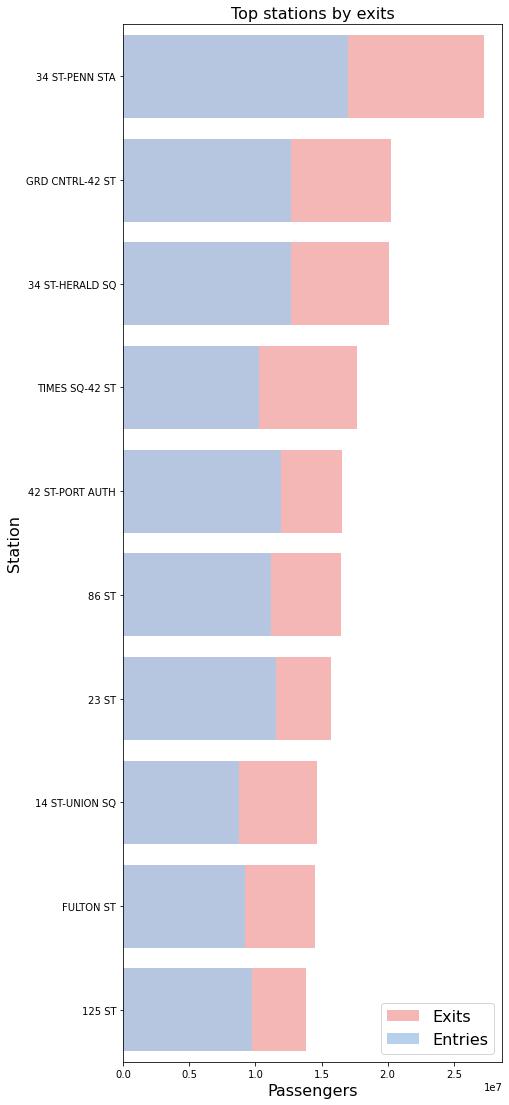 Top stations by exits
34 ST-PENN STA
GRD CNTRL-42 ST
34 ST-HERALD SQ
TIMES SQ-42 ST
42 ST-PORT AUTH
86 ST
23 ST
14 ST-UNION SQ
FULTON ST
125 ST
Station
Exits
Entries
0.0 0.5 1.0 1.5 2.0 2.5
1e7
Passengers